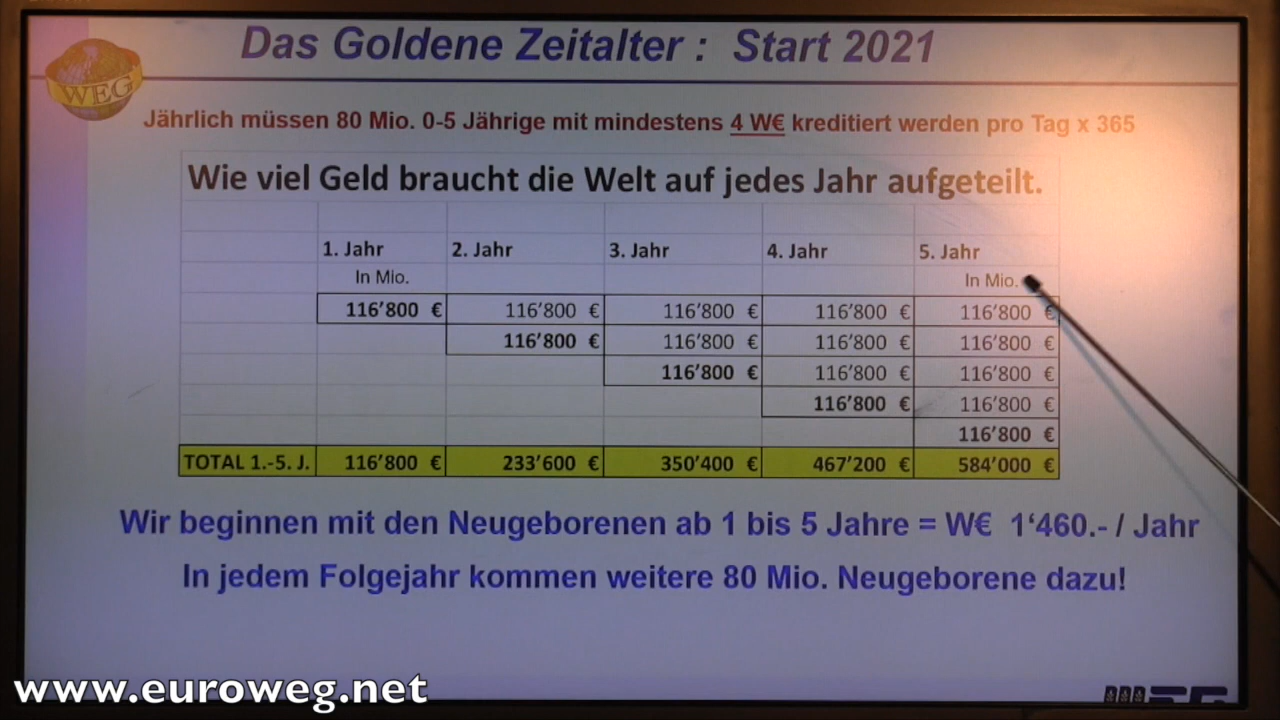 Das Goldene Zeitalter : Start 2021
WEG
Jährlich müssen 80 Mio. 0-5 Jährige mit mindestens 4 W€ kreditiert werden pro Tag x 365
Wie viel Geld braucht die Welt auf jedes Jahr aufgeteilt.
1. Jahr 2. Jahr 3. Jahr 4. Jahr 5. Jahr
In Mio. In Mio.
116’800 € 116’800 € 116’800 € 116’800 € 116’800 €
116’800 € 116’800 € 116’800 € 116’800 €
116’800 € 116’800 € 116’800 €
116’800 € 116’800 €
116’800 €
TOTAL 1.-5. J. 116’800 € 233’600 € 350’400 € 467’200 € 584’000 €
Wir beginnen mit den Neugeborenen ab 1 bis 5 Jahre = W€ 1‘460.- / Jahr
In jedem Folgejahr kommen weitere 80 Mio. Neugeborene dazu!
www.euroweg.net